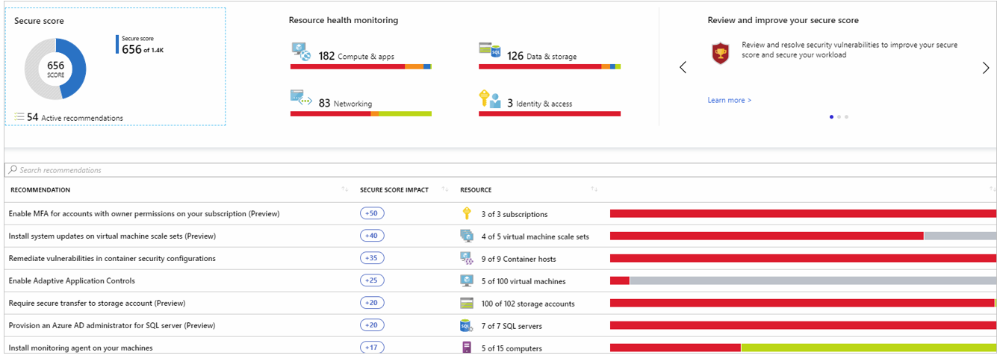 Secure score
Secure score
656 of 1.4K
656
SCORE
54 Active recommendations
Resource health monitoring
182 Compute & apps
SQL
126 Data & storage
83 Networking
3 Identity & access
Review and improve your secure score
Review and resolve security vulnerabilities to improve your secure
score and secure your workload
Learn more >
Search recommendations
RECOMMENDATION SECURE SCORE IMPACT RESOURCE
Enable MFA for accounts with owner permissions on your subscription (Preview) +50 3 of 3 subscriptions
Install system updates on virtual machine scale sets (Preview) +40 4 of 5 virtual machine scale sets
Remediate vulnerabilities in container security configurations +35 9 of 9 Container hosts
Enable Adaptive Application Controls +25 5 of 100 virtual machines
Require secure transfer to storage account (Preview) +20 100 of 102 storage accounts
Provision an Azure AD administrator for SQL server (Preview) +20 SQL 7 of 7 SQL servers
Install monitoring agent on your machines +17 5 of 15 computers